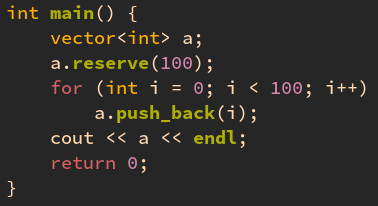 int main() {
    vector<int> a;
    a.reserve(100);
    for (int i = 0; i < 100; i++)
        a.push_back(i);
    cout << a << endl;
    return 0;
}